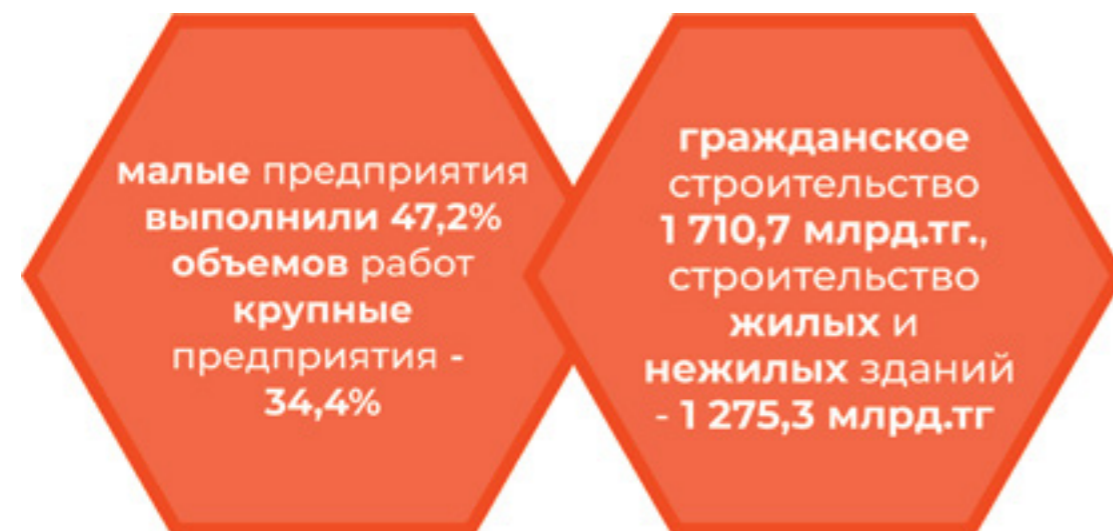 малые предприятия
выполнили 47,2%
объемов работ
крупные
предприятия -
34,4%
гражданское
строительство
1 710,7 млрд.тг.,
строительство
жилых и
нежилых зданий
- 1 275,3 млрд.тг